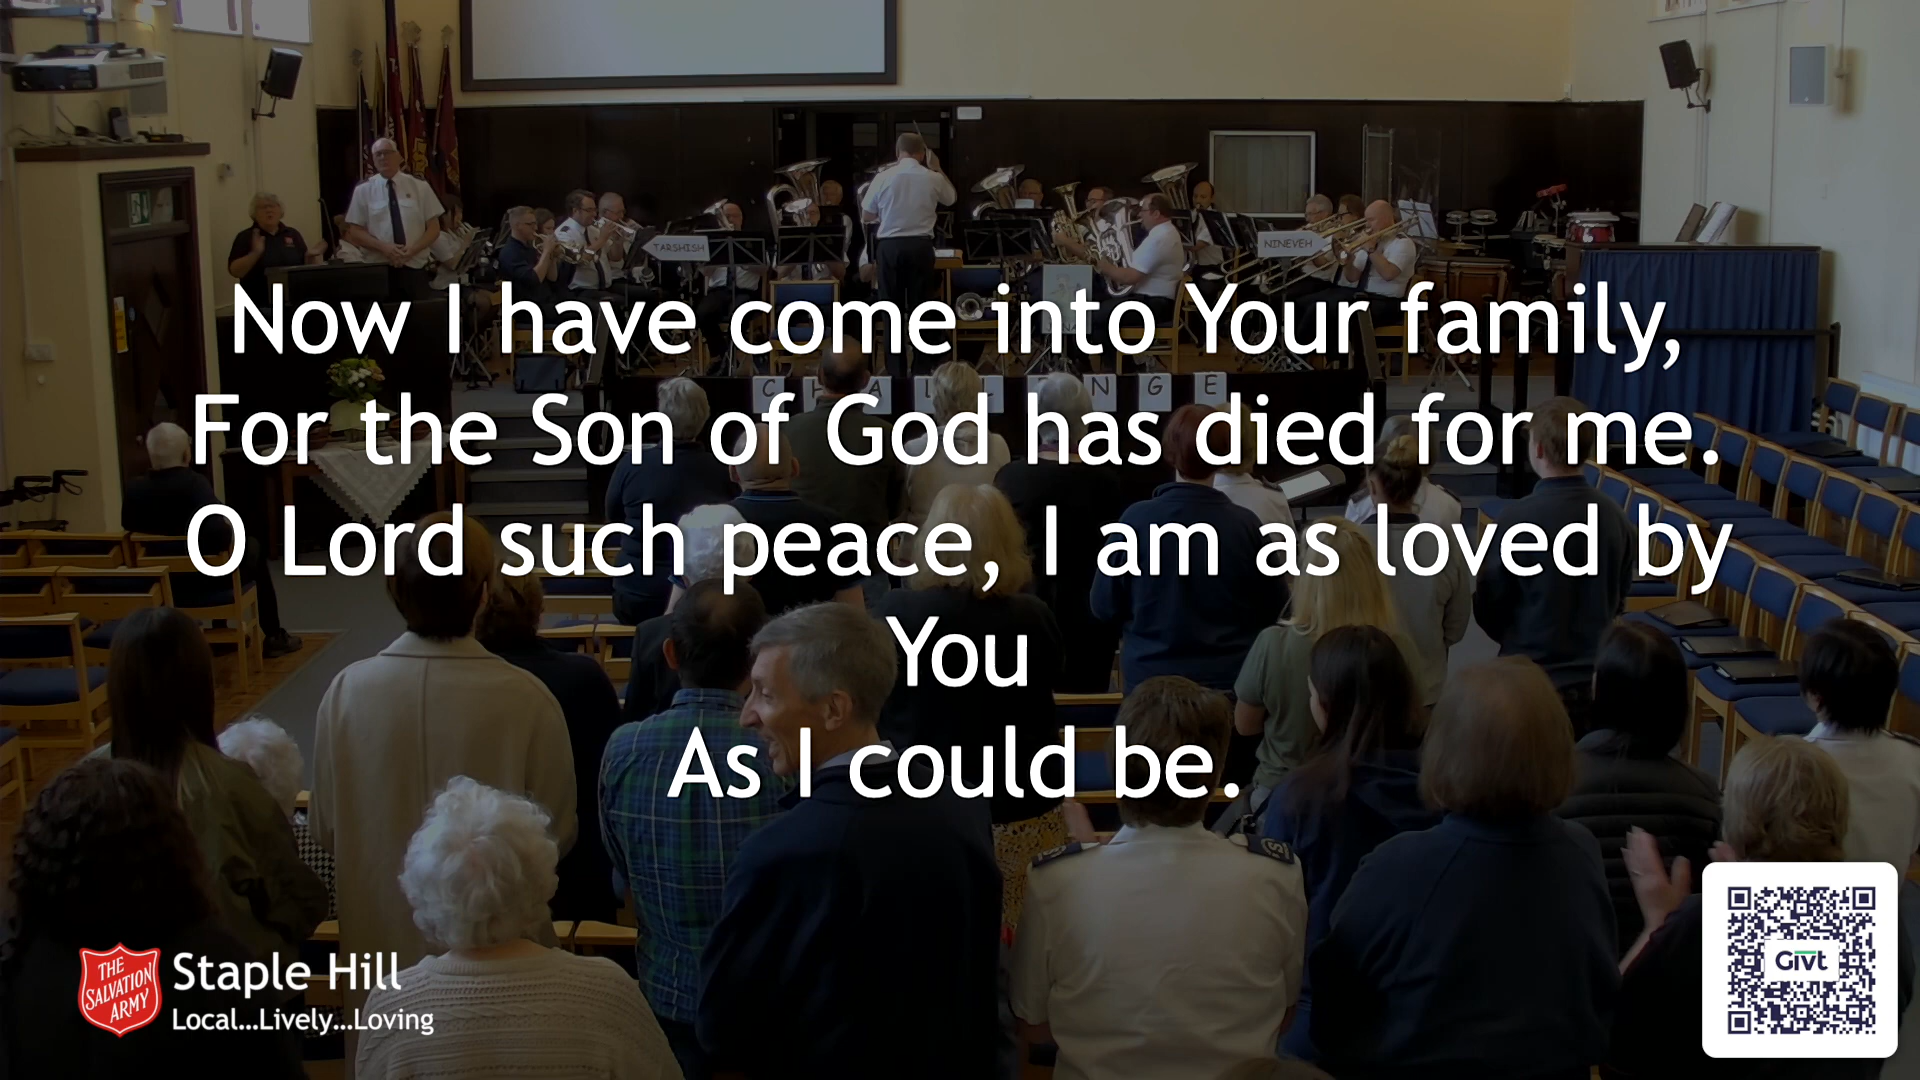 TARSHISH
NINEVEH
Now I have come into Your family,
CHALLENGE
For the Son of God has died for me.
O Lord such peace, I am as loved by
You
As I could be.
THE
SALVATION
ARMY
Staple Hill
Local...Lively...Loving
Givt